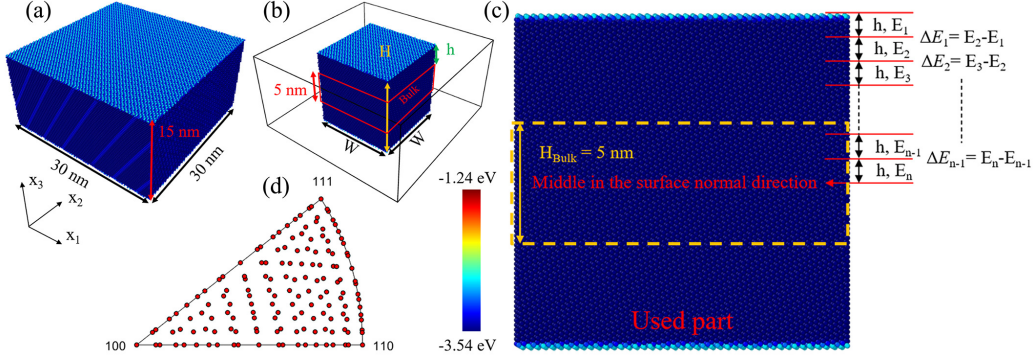 (a)
15 nm
30 nm
30 nm
x3
x2
x1
(b)
H
h
5 nm
Bulk
W
W
(c)
h, E1
h, E2
h, E3
h, En-1
h, En
ΔE1= E2-E1
ΔE2= E3-E2
ΔEn-1= En-En-1
HBulk = 5 nm
Middle in the surface normal direction
Used part
(d)
111
100
110
-1.24 eV
-3.54 eV